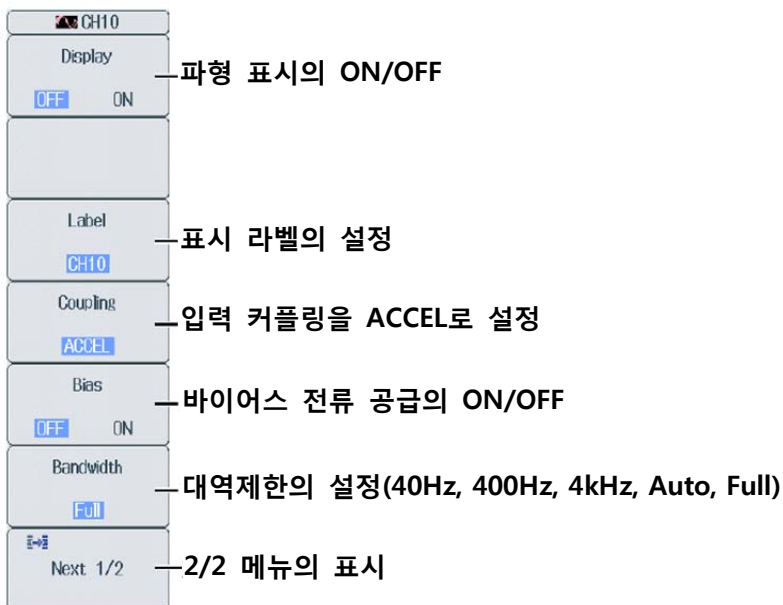 CH10
Display
OFF ON
파형 표시의 ON/OFF
Label
CH10
표시 라벨의 설정
Coupling
ACCEL
입력 커플링을 ACCEL로 설정
Bias
OFF ON
바이어스 전류 공급의 ON/OFF
Bandwidth
Full
대역제한의 설정(40Hz, 400Hz, 4kHz, Auto, Full)
Next 1/2
2/2 메뉴의 표시